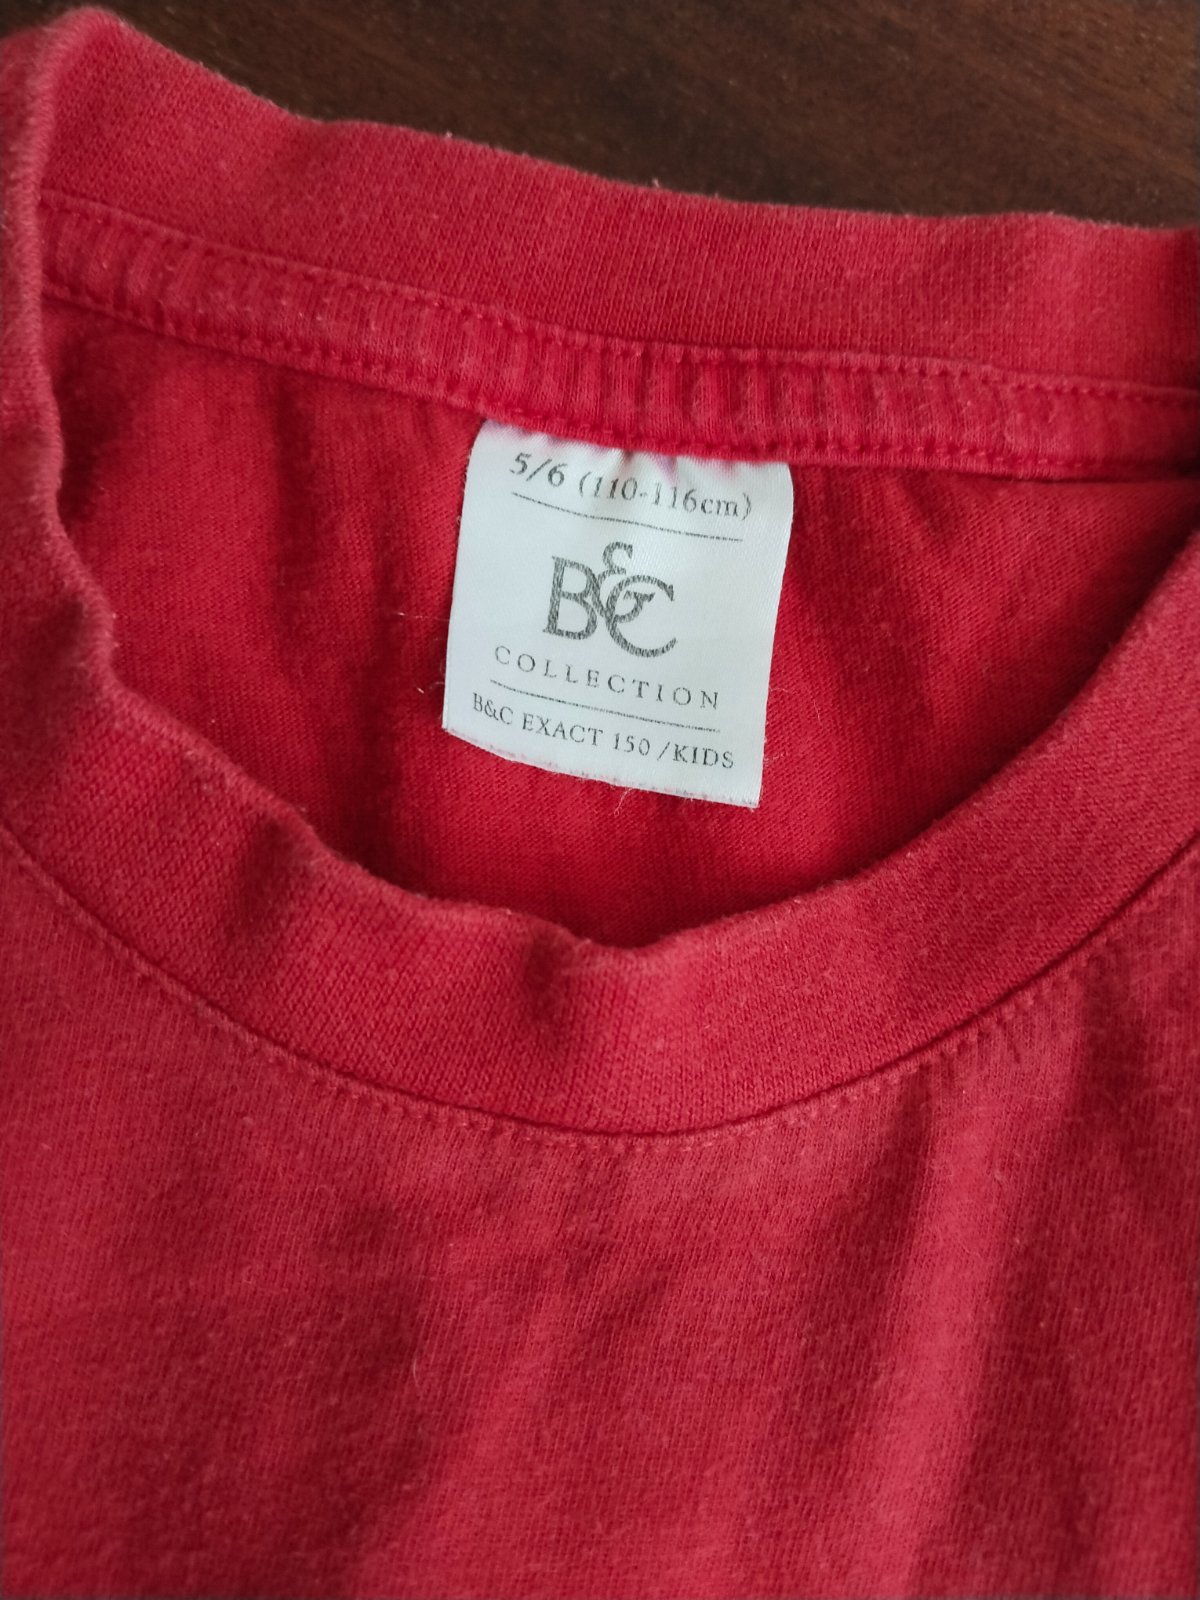 5/6 (110-116cm)
B&C
COLLECTION
B&C EXACT 150 /KIDS